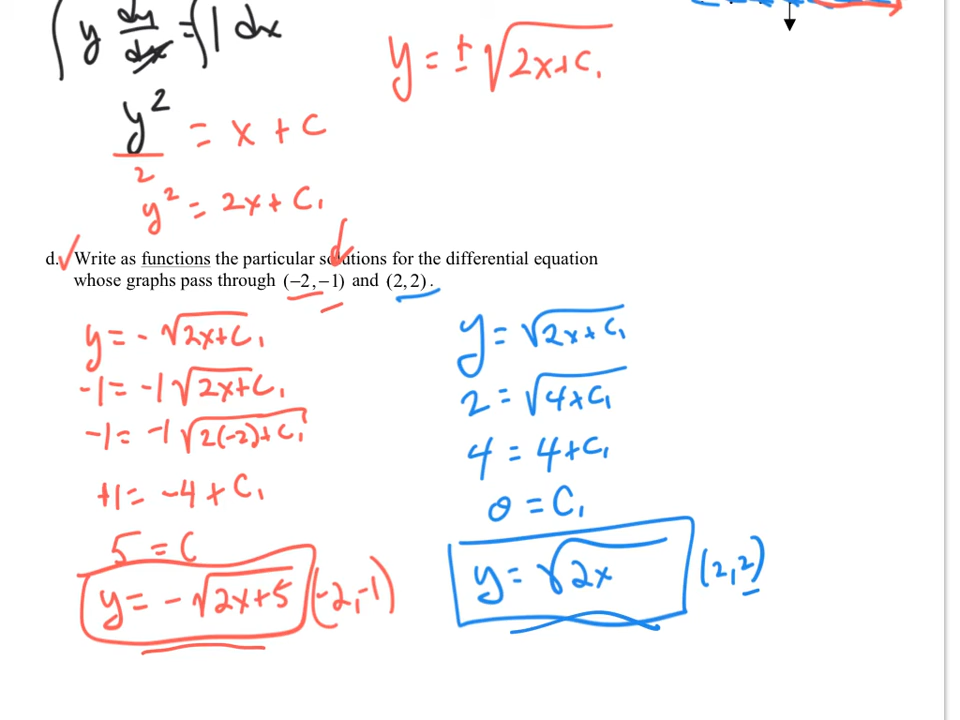 ∫ y dy/dx = ∫ 1 dx
y = ± √(2x + C₁)
y²/2 = x + C
y² = 2x + C₁
d. Write as functions the particular solutions for the differential equation
whose graphs pass through (−2, −1) and (2, 2).
y = - √(2x + C₁)
-1 = -1 √(2x + C₁)
-1 = -1 √(2(-2) + C₁)
+1 = -4 + C₁
5 = C
y = - √(2x + 5) (-2, -1)
y = √(2x + C₁)
2 = √(4 + C₁)
4 = 4 + C₁
0 = C₁
y = √2x (2, 2)